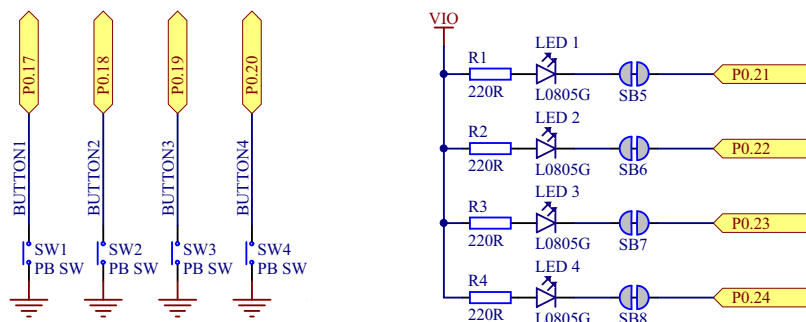 P0.17
P0.18
P0.19
P0.20
BUTTON1
BUTTON2
BUTTON3
BUTTON4
SW1
PB SW
SW2
PB SW
SW3
PB SW
SW4
PB SW
VIO
R1
220R
LED 1
L0805G
SB5
P0.21
R2
220R
LED 2
L0805G
SB6
P0.22
R3
220R
LED 3
L0805G
SB7
P0.23
R4
220R
LED 4
L0805G
SB8
P0.24